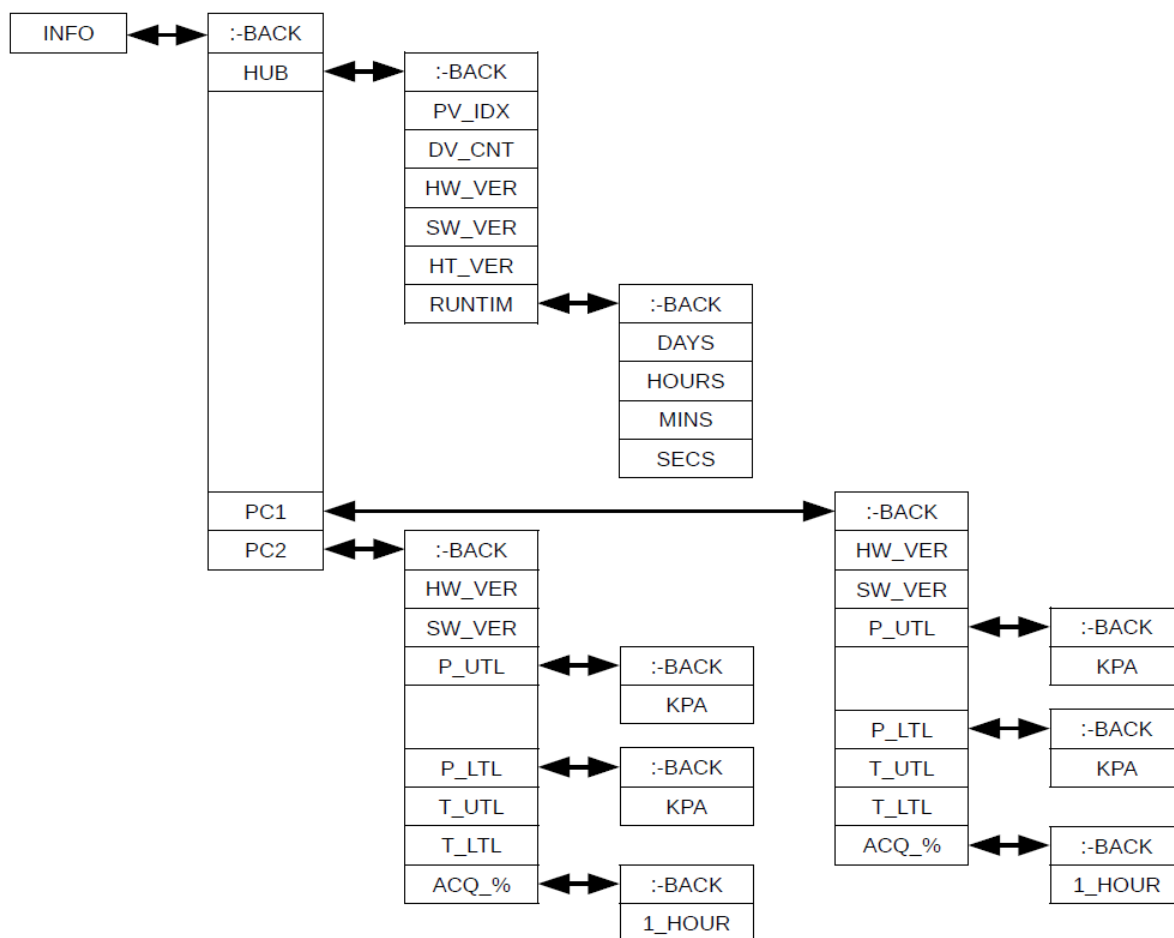 INFO
:-BACK
HUB
:-BACK
PV_IDX
DV_CNT
HW_VER
SW_VER
HT_VER
RUNTIM
:-BACK
DAYS
HOURS
MINS
SECS
PC1
:-BACK
HW_VER
SW_VER
P_UTL
:-BACK
KPA
P_LTL
:-BACK
KPA
T_UTL
T_LTL
ACQ_%
:-BACK
1_HOUR
PC2
:-BACK
HW_VER
SW_VER
P_UTL
:-BACK
KPA
P_LTL
:-BACK
KPA
T_UTL
T_LTL
ACQ_%
:-BACK
1_HOUR